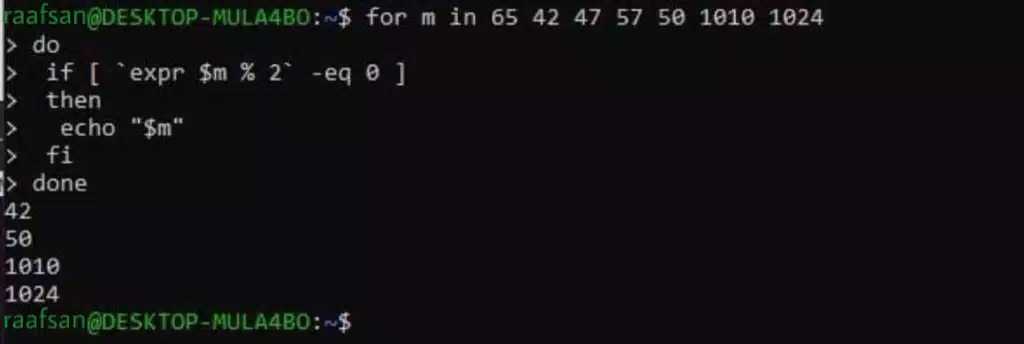 raafsan@DESKTOP-MULA4BO:~$ for m in 65 42 47 57 50 1010 1024
> do
>  if [ `expr $m % 2` -eq 0 ]
>  then
>   echo "$m"
>  fi
> done
42
50
1010
1024
raafsan@DESKTOP-MULA4BO:~$